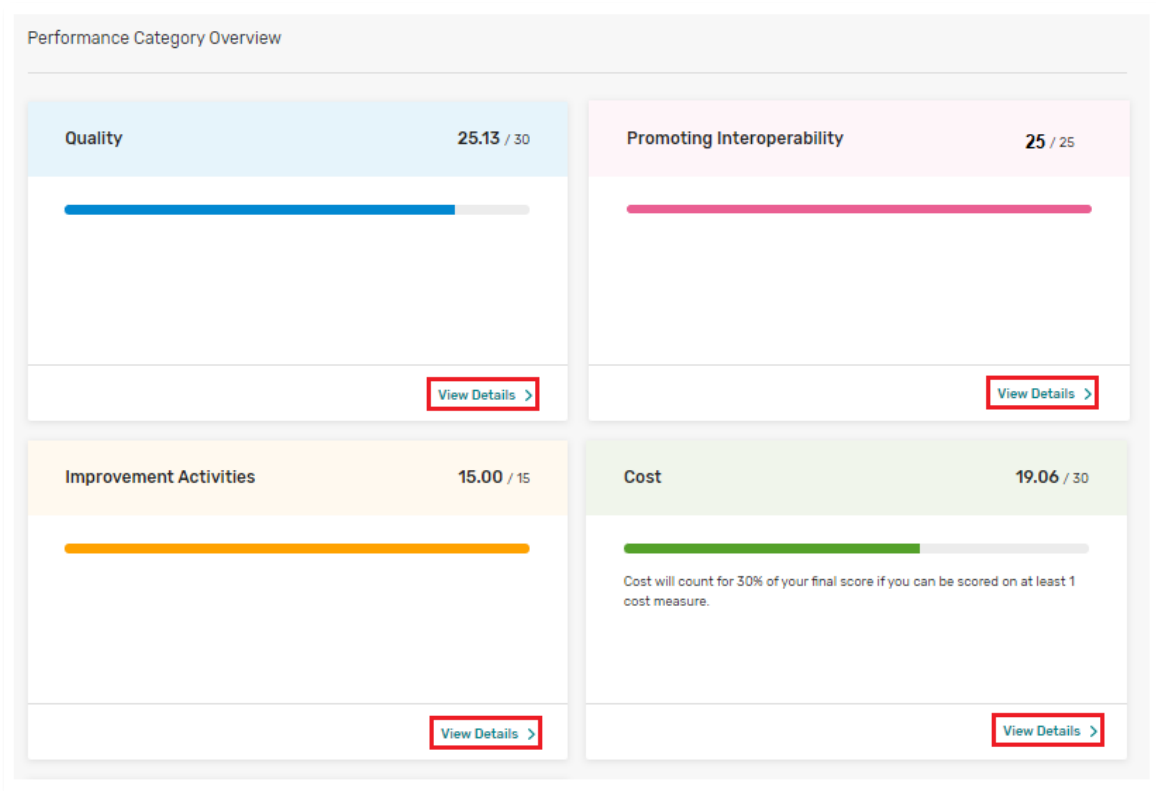 Performance Category Overview
Quality 25.13 / 30
Promoting Interoperability 25 / 25
View Details >
View Details >
Improvement Activities 15.00 / 15
Cost 19.06 / 30
Cost will count for 30% of your final score if you can be scored on at least 1
cost measure.
View Details >
View Details >